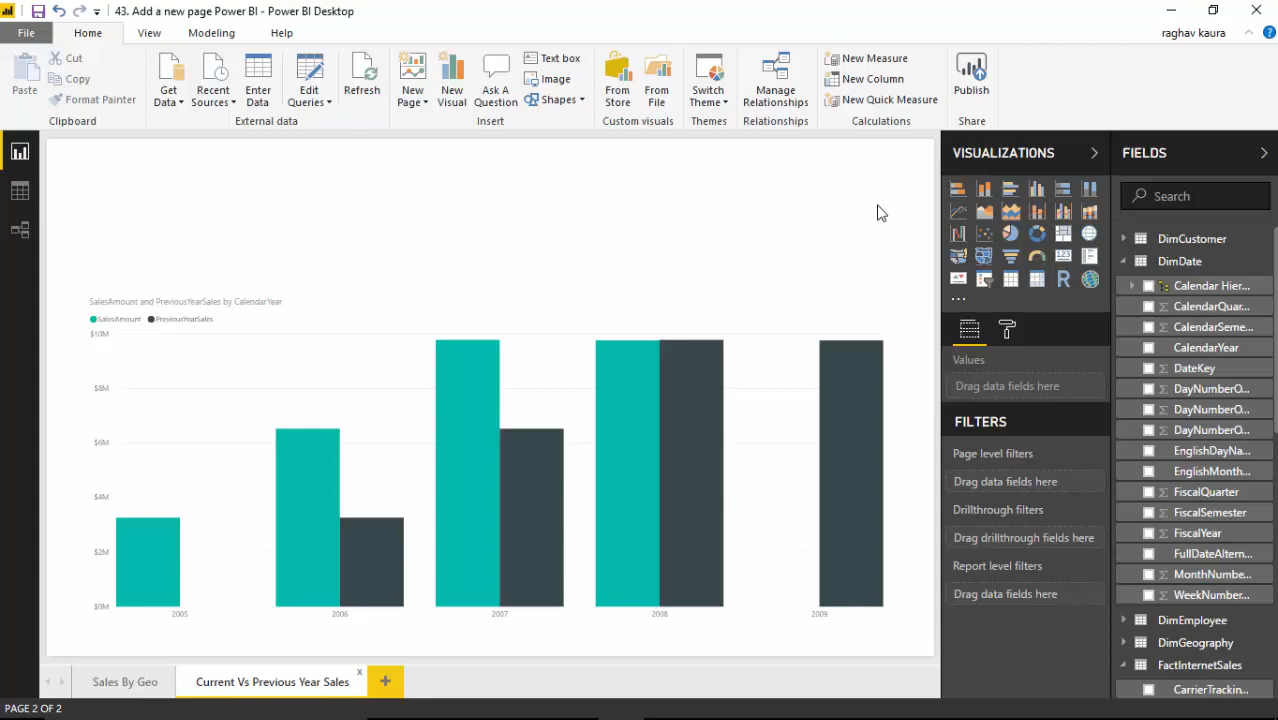 43. Add a new page Power BI - Power BI Desktop
File
Home
View
Modeling
Help
raghav kaura
Paste
Cut
Copy
Format Painter
Clipboard
Get Data
Recent Sources
Enter Data
Edit Queries
Refresh
External data
New Page
New Visual
Ask A Question
Text box
Image
Shapes
Insert
From Store
From File
Custom visuals
Switch Theme
Themes
Manage Relationships
Relationships
New Measure
New Column
New Quick Measure
Calculations
Publish
Share
SalesAmount and PreviousYearSales by CalendarYear
SalesAmount PreviousYearSales
$10M
$8M
$6M
$4M
$2M
$0M
2005 2006 2007 2008 2009
VISUALIZATIONS
Values
Drag data fields here
FILTERS
Page level filters
Drag data fields here
Drillthrough filters
Drag drillthrough fields here
Report level filters
Drag data fields here
FIELDS
Search
DimCustomer
DimDate
Calendar Hier...
CalendarQuar...
CalendarSeme...
CalendarYear
DateKey
DayNumberO...
DayNumberO...
DayNumberO...
EnglishDayNa...
EnglishMonth...
FiscalQuarter
FiscalSemester
FiscalYear
FullDateAltern...
MonthNumbe...
WeekNumber...
DimEmployee
DimGeography
FactInternetSales
CarrierTrackin...
Sales By Geo
Current Vs Previous Year Sales
PAGE 2 OF 2